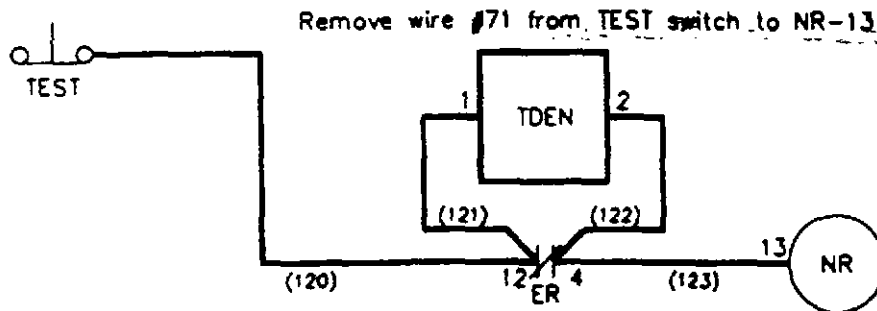 Remove wire #71 from TEST switch to NR-13
TEST
1
TDEN
2
(121)
(122)
13
NR
(120)
12
4
(123)
ER